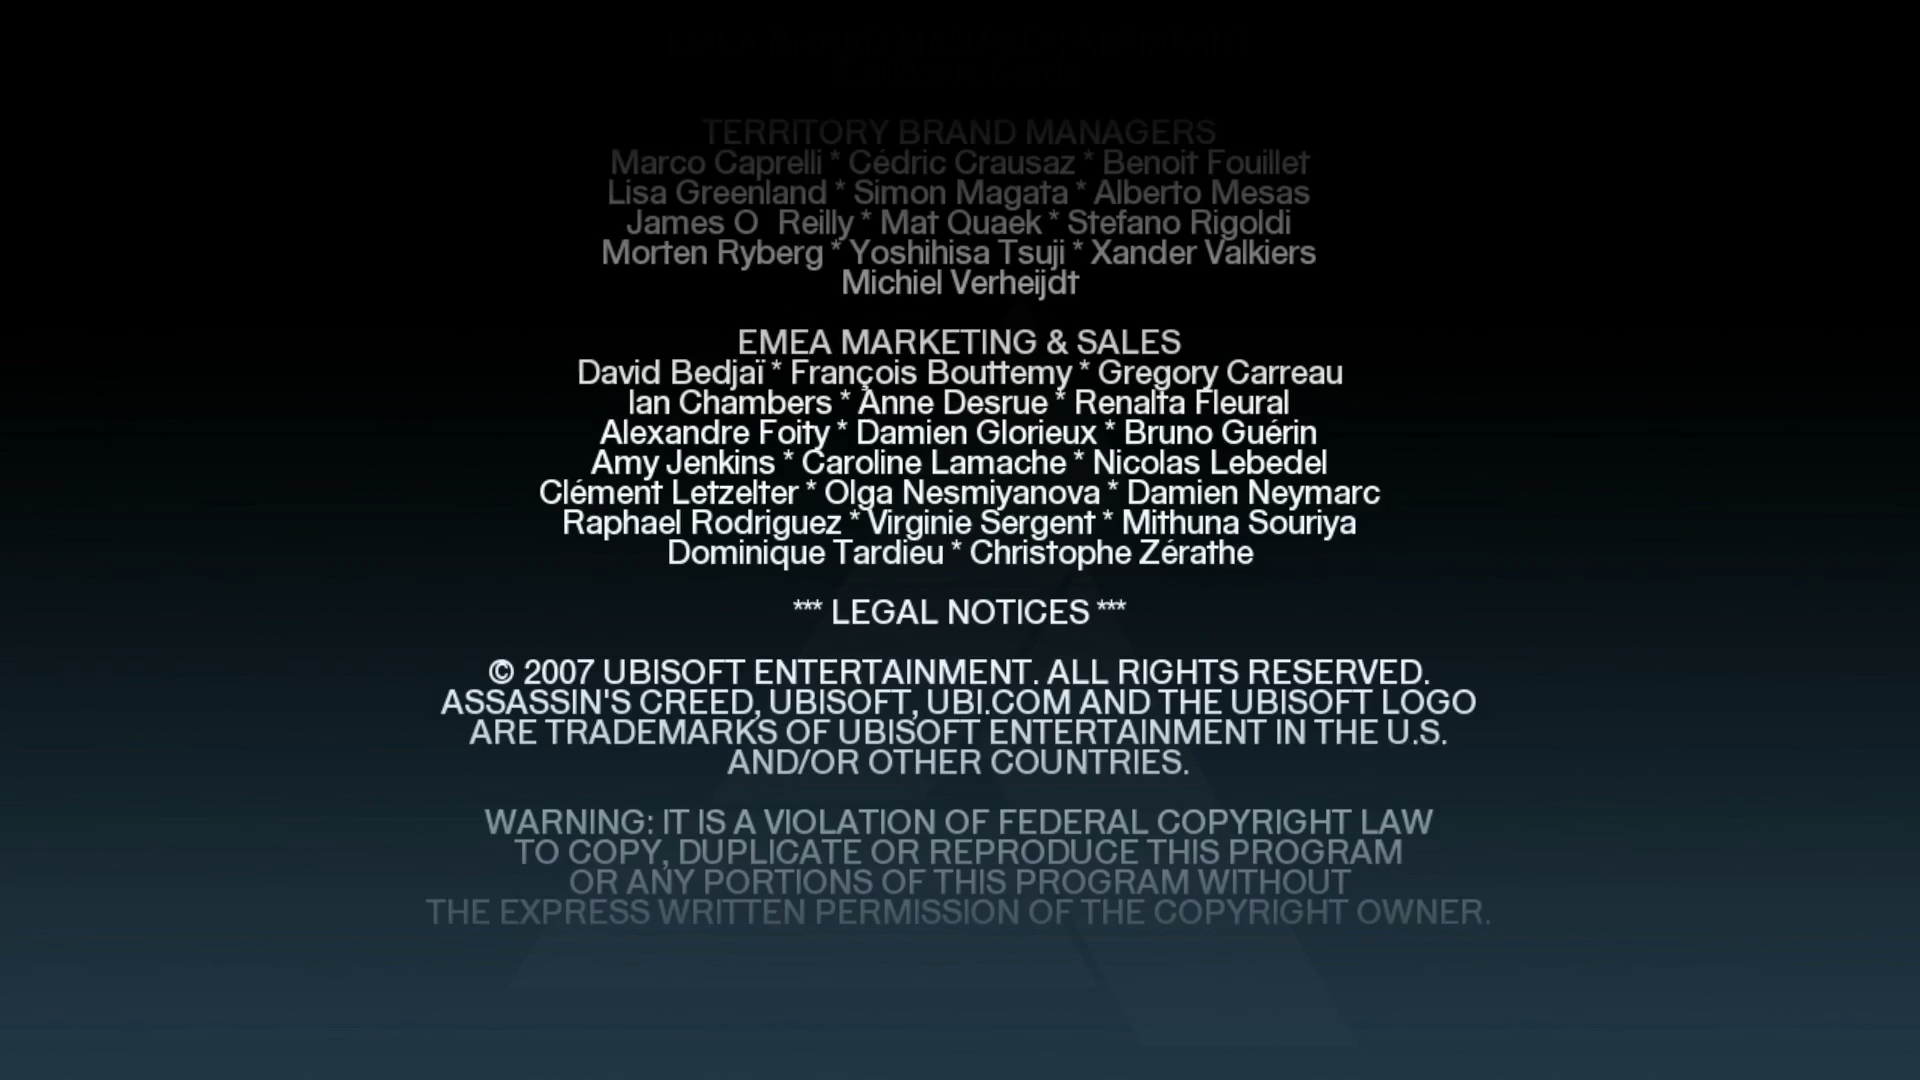 TERRITORY BRAND MANAGERS
Marco Caprelli * Cédric Crausaz * Benoit Fouillet
Lisa Greenland * Simon Magata * Alberto Mesas
James O  Reilly * Mat Quaek * Stefano Rigoldi
Morten Ryberg * Yoshihisa Tsuji * Xander Valkiers
Michiel Verheijdt
EMEA MARKETING & SALES
David Bedjaï * François Bouttemy * Gregory Carreau
Ian Chambers * Anne Desrue * Renalta Fleural
Alexandre Foity * Damien Glorieux * Bruno Guérin
Amy Jenkins * Caroline Lamache * Nicolas Lebedel
Clément Letzelter * Olga Nesmiyanova * Damien Neymarc
Raphael Rodriguez * Virginie Sergent * Mithuna Souriya
Dominique Tardieu * Christophe Zérathe
*** LEGAL NOTICES ***
© 2007 UBISOFT ENTERTAINMENT. ALL RIGHTS RESERVED.
ASSASSIN'S CREED, UBISOFT, UBI.COM AND THE UBISOFT LOGO
ARE TRADEMARKS OF UBISOFT ENTERTAINMENT IN THE U.S.
AND/OR OTHER COUNTRIES.
WARNING: IT IS A VIOLATION OF FEDERAL COPYRIGHT LAW
TO COPY, DUPLICATE OR REPRODUCE THIS PROGRAM
OR ANY PORTIONS OF THIS PROGRAM WITHOUT
THE EXPRESS WRITTEN PERMISSION OF THE COPYRIGHT OWNER.